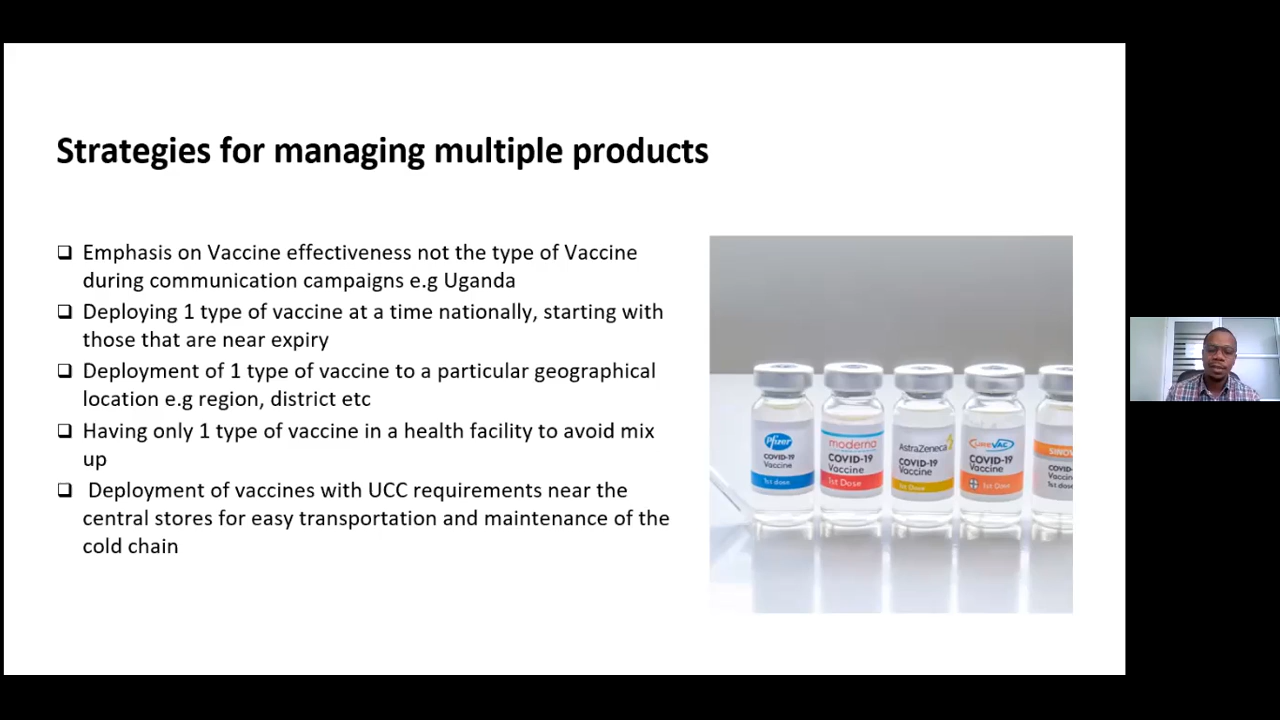 Strategies for managing multiple products
❑ Emphasis on Vaccine effectiveness not the type of Vaccine
during communication campaigns e.g Uganda
❑ Deploying 1 type of vaccine at a time nationally, starting with
those that are near expiry
❑ Deployment of 1 type of vaccine to a particular geographical
location e.g region, district etc
❑ Having only 1 type of vaccine in a health facility to avoid mix
up
❑ Deployment of vaccines with UCC requirements near the
central stores for easy transportation and maintenance of the
cold chain
Pfizer
COVID-19
Vaccine
1st dose
moderna
COVID-19
Vaccine
1st Dose
AstraZeneca
COVID-19
Vaccine
1st Dose
CUREVAC
COVID-19
Vaccine
1st Dose
SINOV
COVID-
Vaccine
1st dose